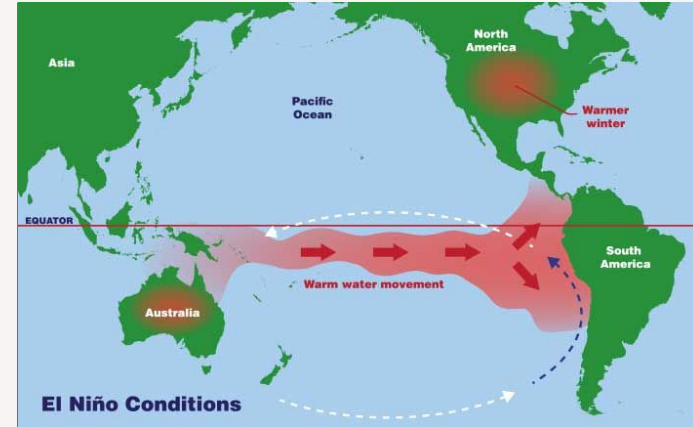 North
America
Asia
Pacific
Ocean
Warmer
winter
EQUATOR
South
America
Warm water movement
Australia
El Niño Conditions